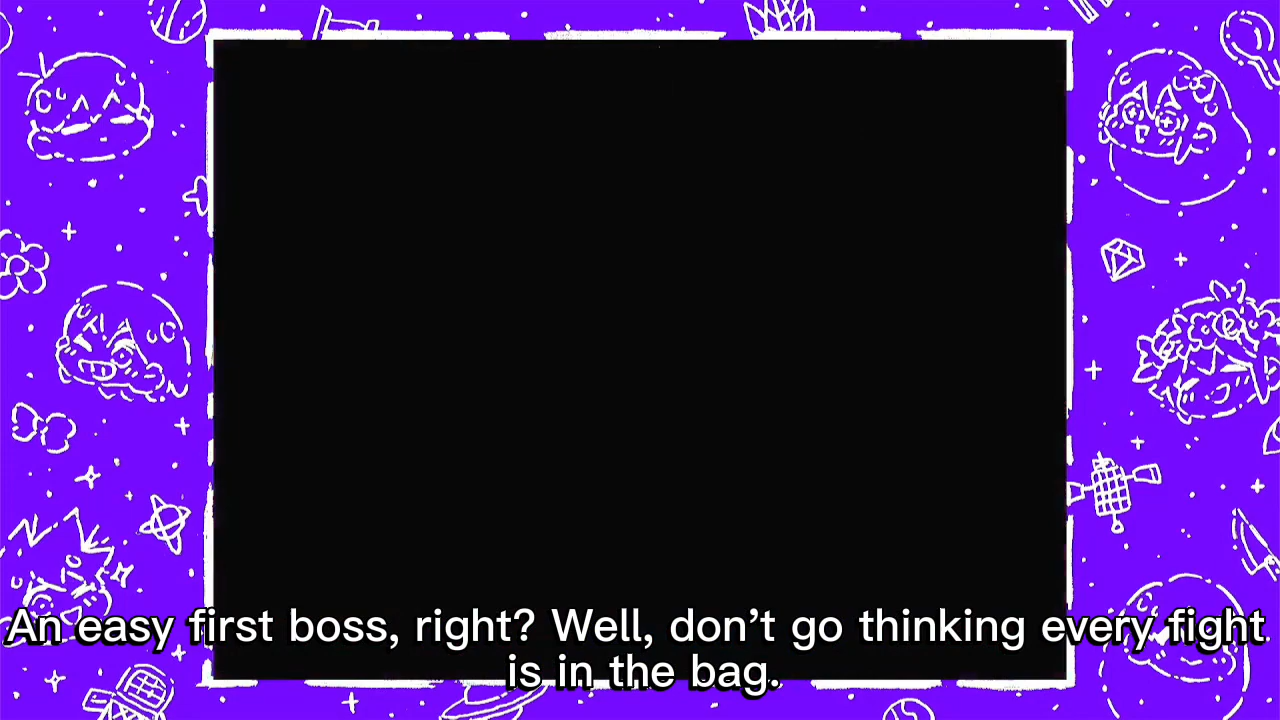 An easy first boss, right? Well, don’t go thinking every fight
is in the bag.